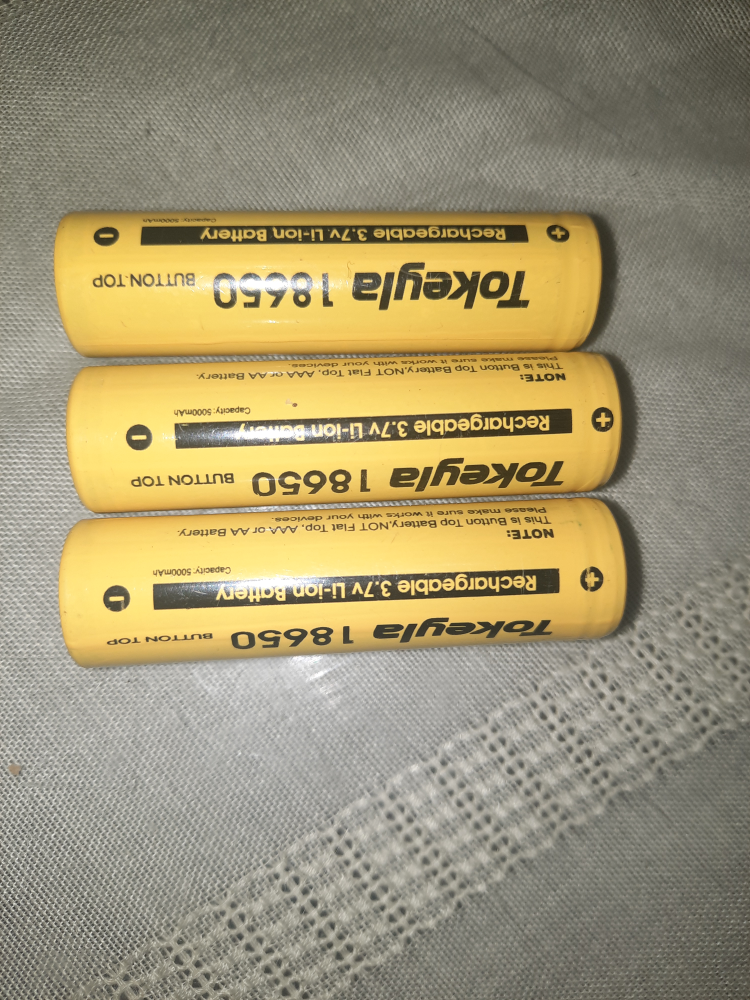 Tokeyla 18650 BUTTON TOP
+ Rechargeable 3.7v Li-ion Battery −
Capacity: 5000mAh
Tokeyla 18650 BUTTON TOP
+ Rechargeable 3.7v Li-ion Battery −
Capacity: 5000mAh
NOTE:
This is Button Top Battery,NOT Flat Top, AAA or AA Battery.
Please make sure it works with your devices.
Tokeyla 18650 BUTTON TOP
+ Rechargeable 3.7v Li-ion Battery −
Capacity: 5000mAh
NOTE:
This is Button Top Battery,NOT Flat Top, AAA or AA Battery.
Please make sure it works with your devices.